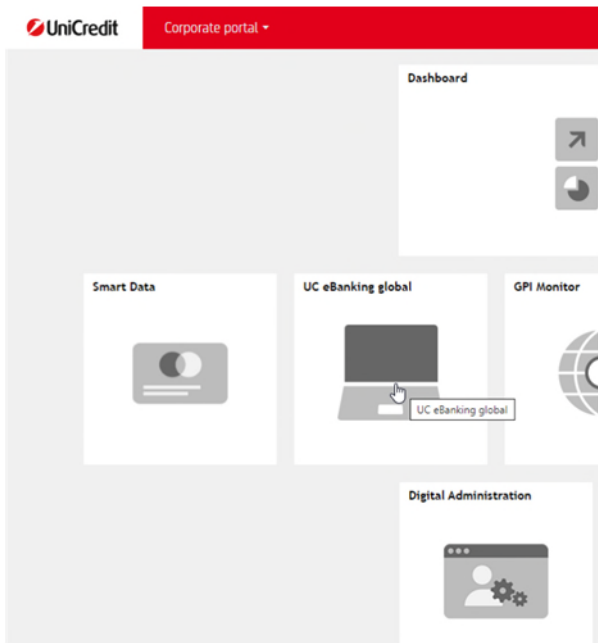 UniCredit
Corporate portal
Dashboard
Smart Data
UC eBanking global
GPI Monitor
UC eBanking global
Digital Administration